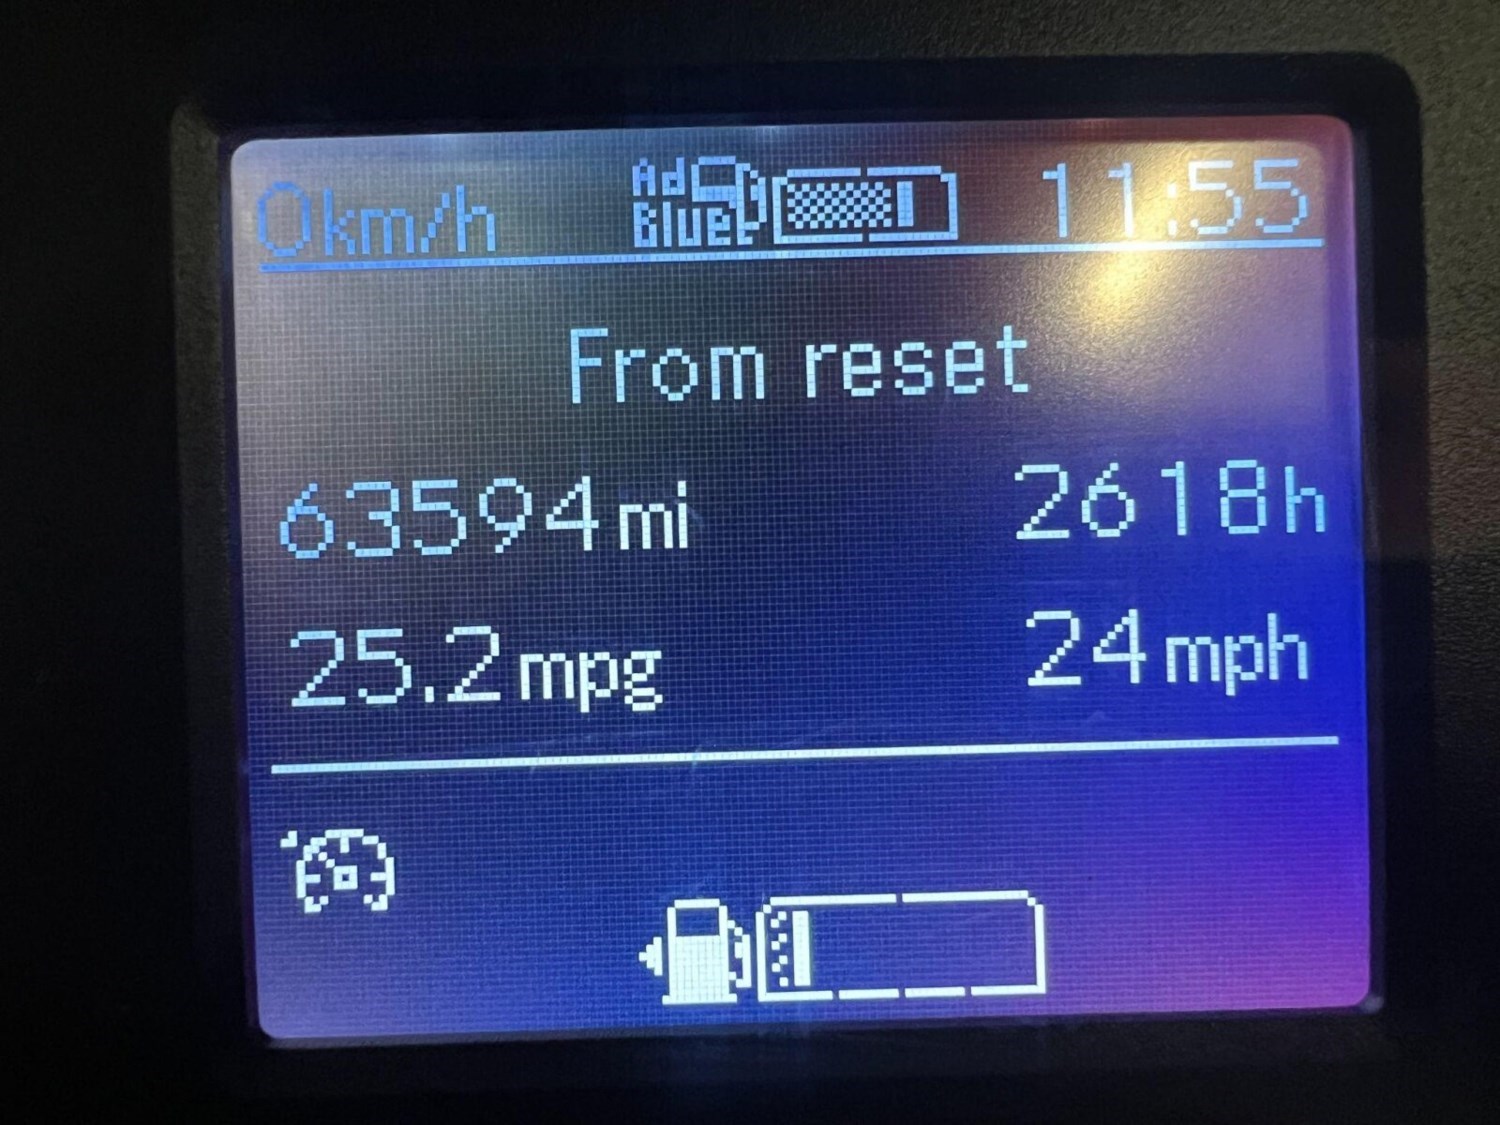 0km/h Ad 11:55
Blue
From reset
63594mi 2618h
25.2mpg 24mph